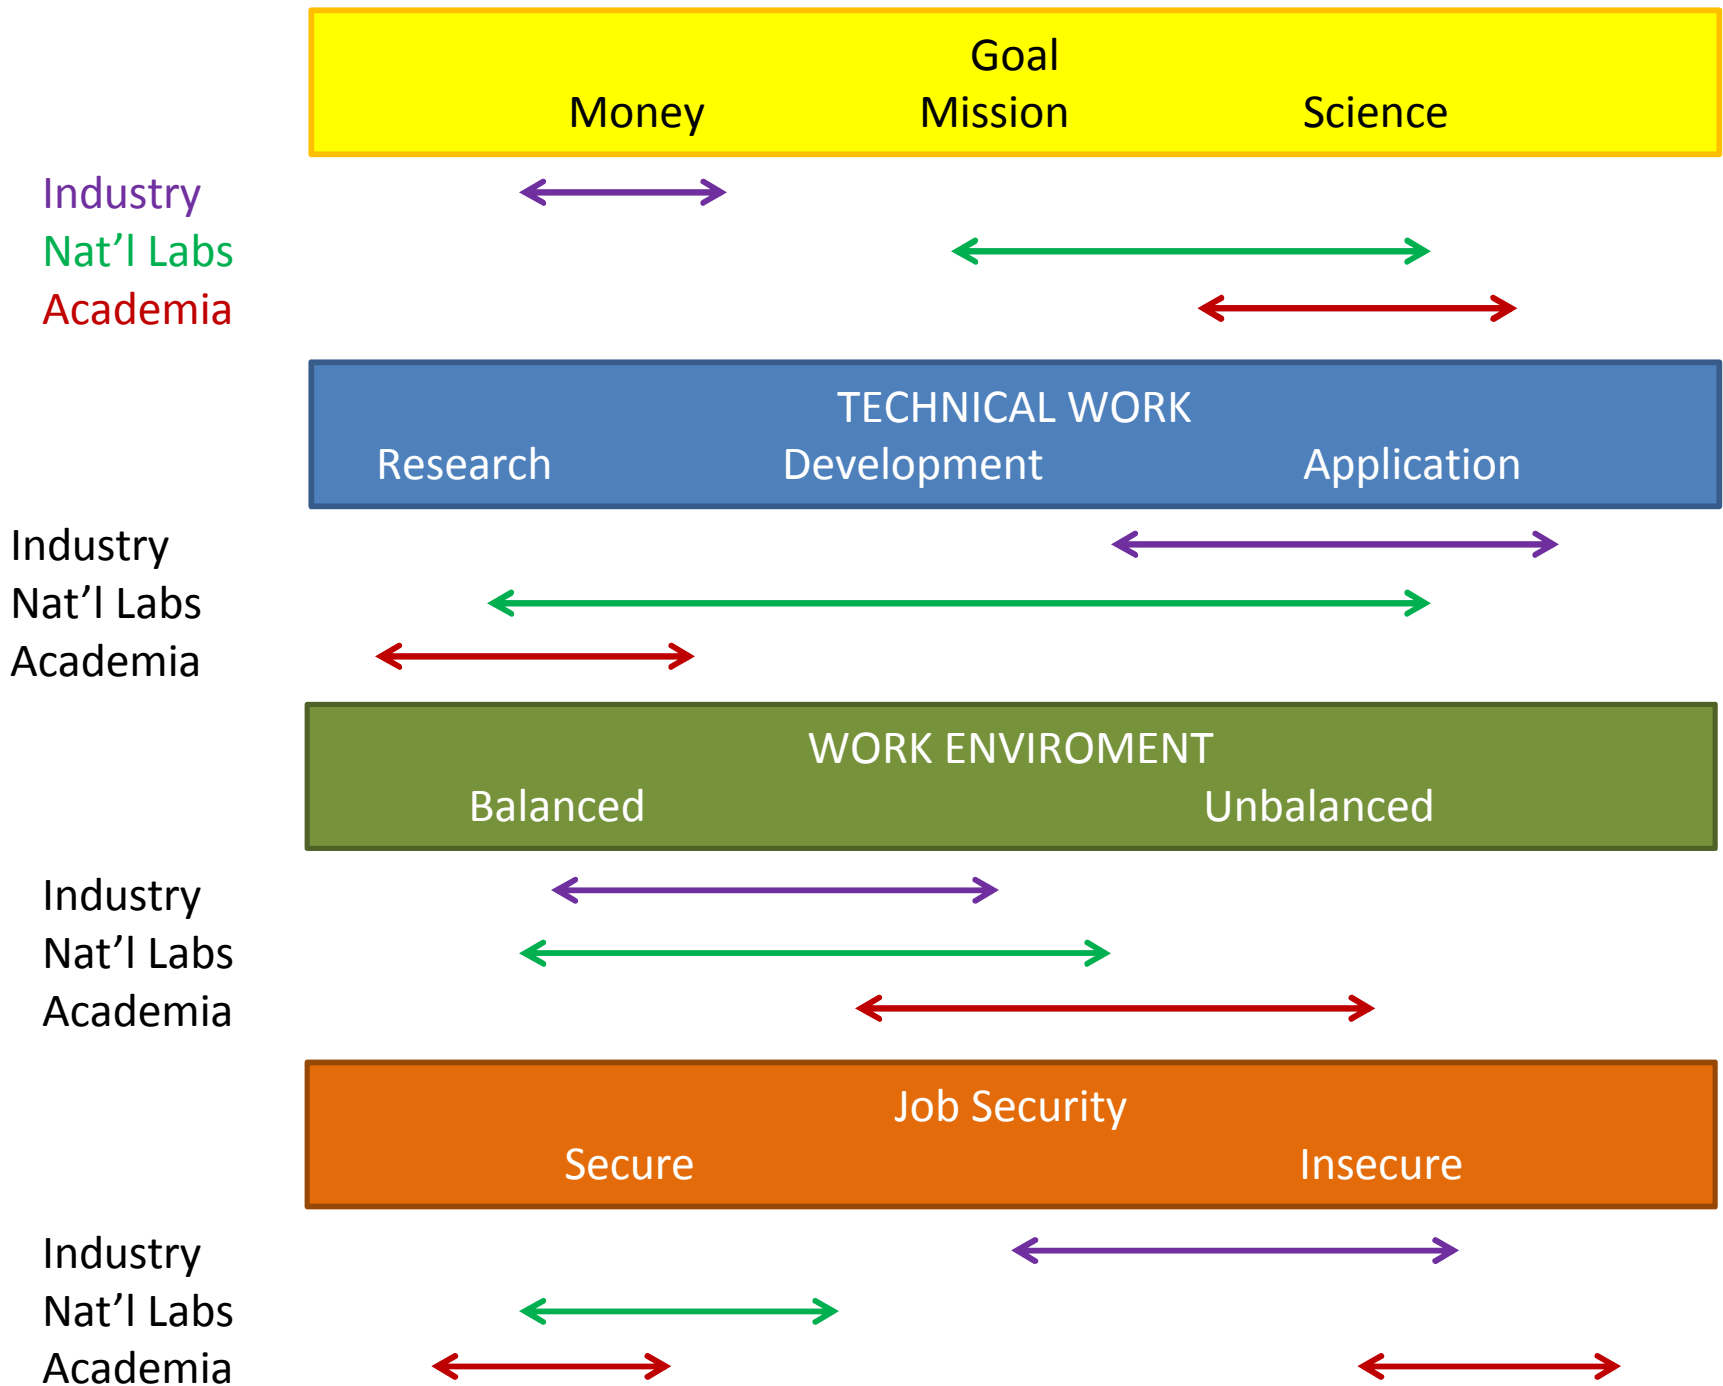 Goal
Money Mission Science
Industry
Nat’l Labs
Academia
TECHNICAL WORK
Research Development Application
Industry
Nat’l Labs
Academia
WORK ENVIROMENT
Balanced Unbalanced
Industry
Nat’l Labs
Academia
Job Security
Secure Insecure
Industry
Nat’l Labs
Academia